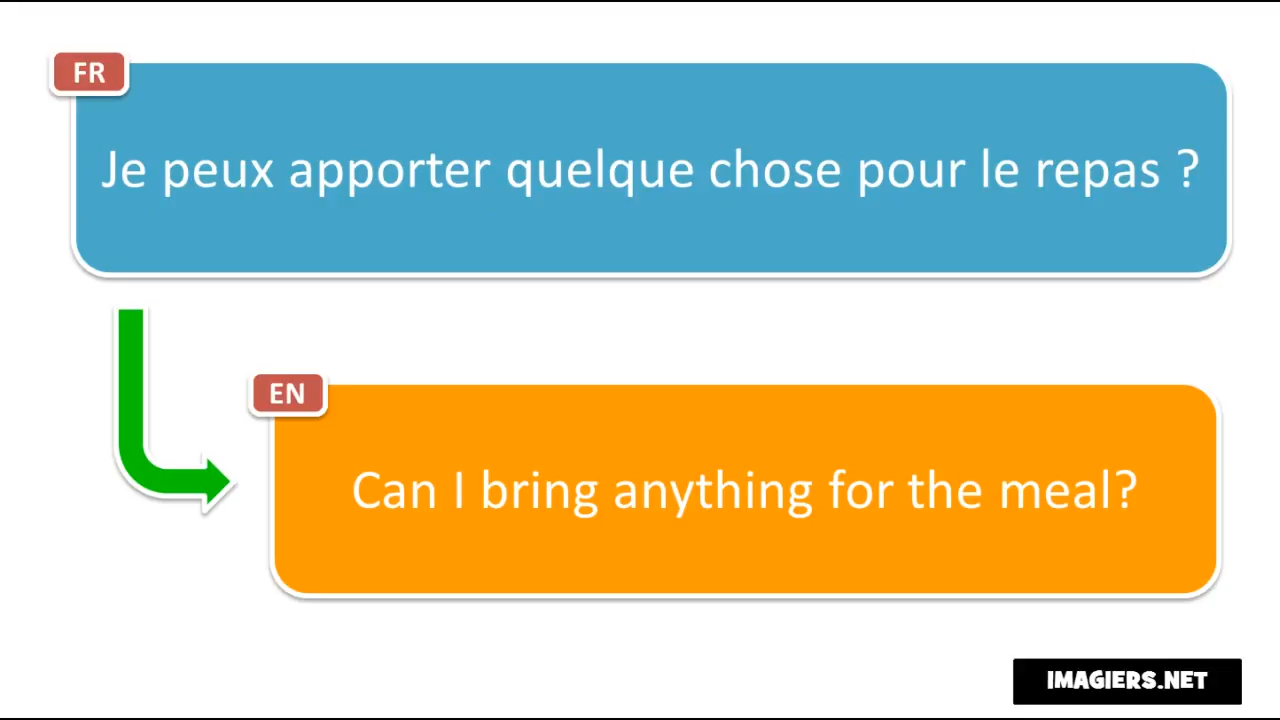 FR
Je peux apporter quelque chose pour le repas ?
EN
Can I bring anything for the meal?
IMAGIERS.NET